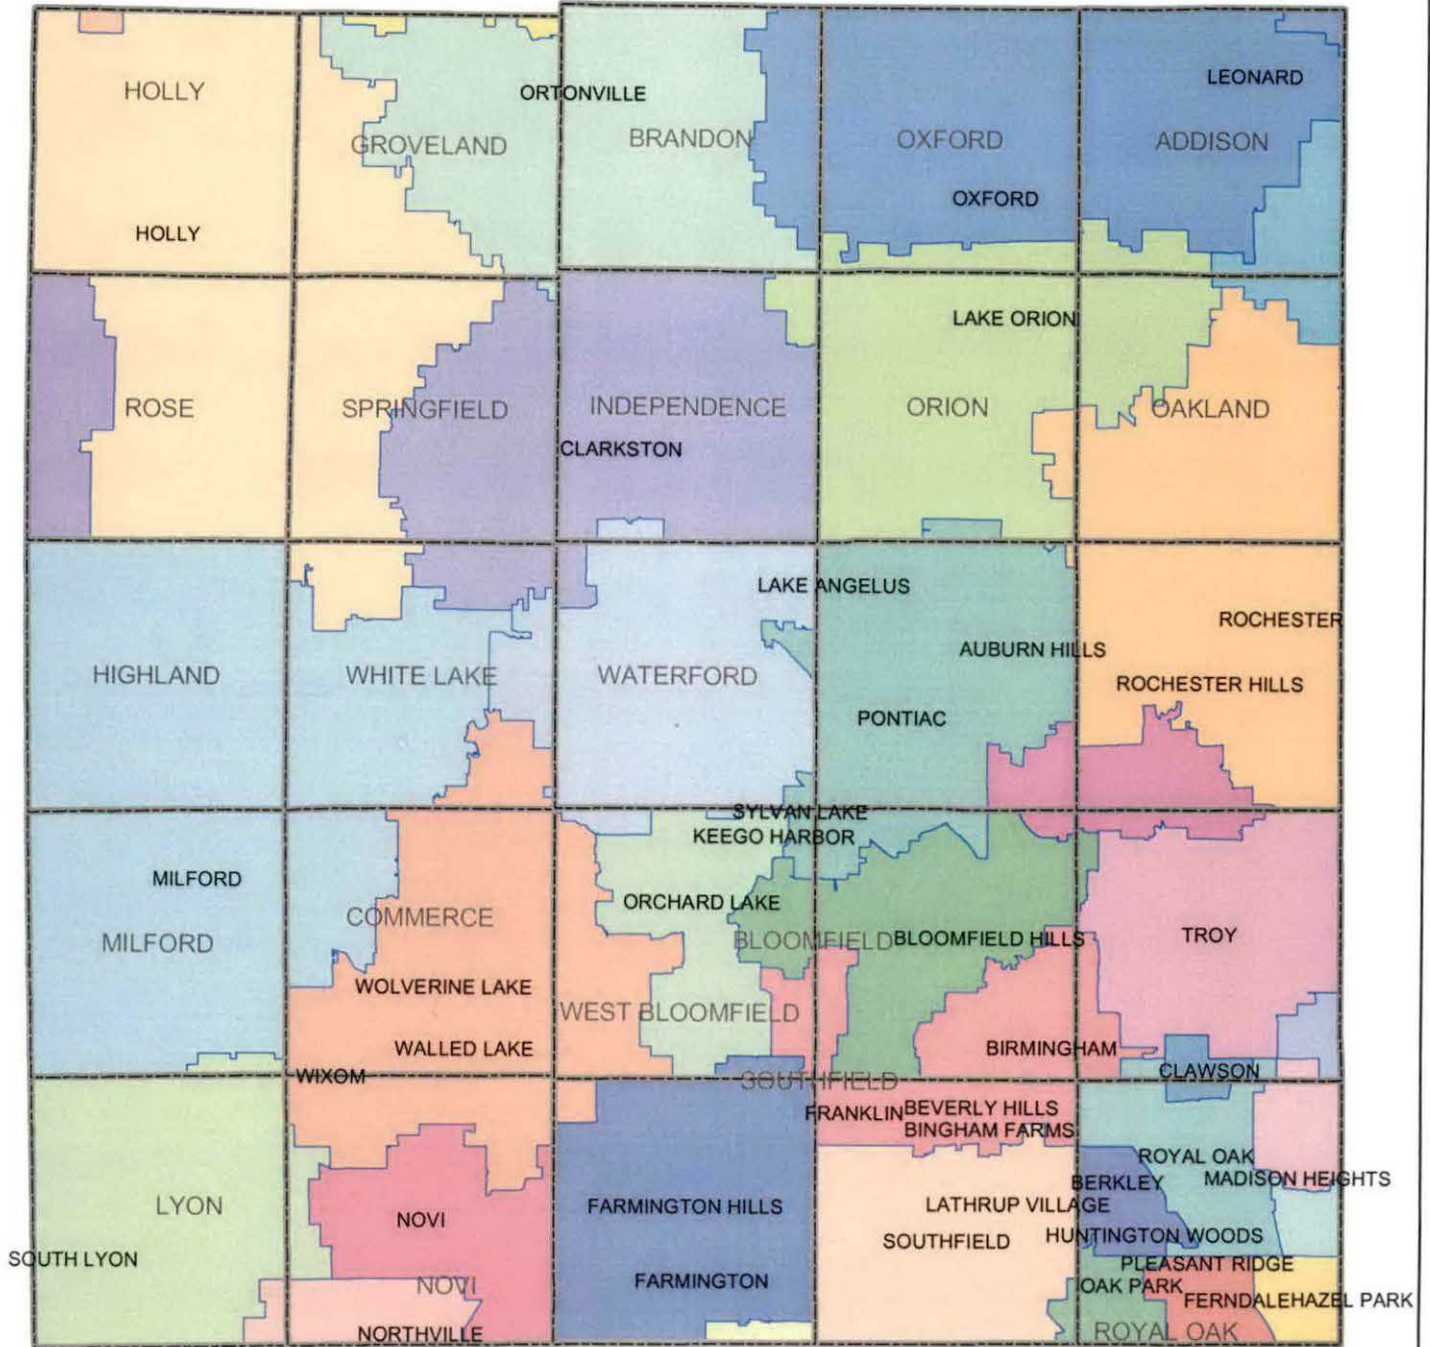 HOLLY
LEONARD
ORTONVILLE
GROVELAND
BRANDON
OXFORD
ADDISON
OXFORD
HOLLY
LAKE ORION
ROSE
SPRINGFIELD
INDEPENDENCE
ORION
OAKLAND
CLARKSTON
LAKE ANGELUS
ROCHESTER
AUBURN HILLS
HIGHLAND
WHITE LAKE
WATERFORD
ROCHESTER HILLS
PONTIAC
SYLVAN LAKE
KEEGO HARBOR
MILFORD
ORCHARD LAKE
COMMERCE
MILFORD
BLOOMFIELD
BLOOMFIELD HILLS
TROY
WOLVERINE LAKE
WEST BLOOMFIELD
WALLED LAKE
BIRMINGHAM
WIXOM
SOUTHFIELD
CLAWSON
FRANKLIN
BEVERLY HILLS
BINGHAM FARMS
ROYAL OAK
BERKLEY
MADISON HEIGHTS
LYON
NOVI
FARMINGTON HILLS
LATHRUP VILLAGE
SOUTHFIELD
HUNTINGTON WOODS
SOUTH LYON
PLEASANT RIDGE
NOVI
FARMINGTON
OAK PARK
FERNDALE
HAZEL PARK
NORTHVILLE
ROYAL OAK